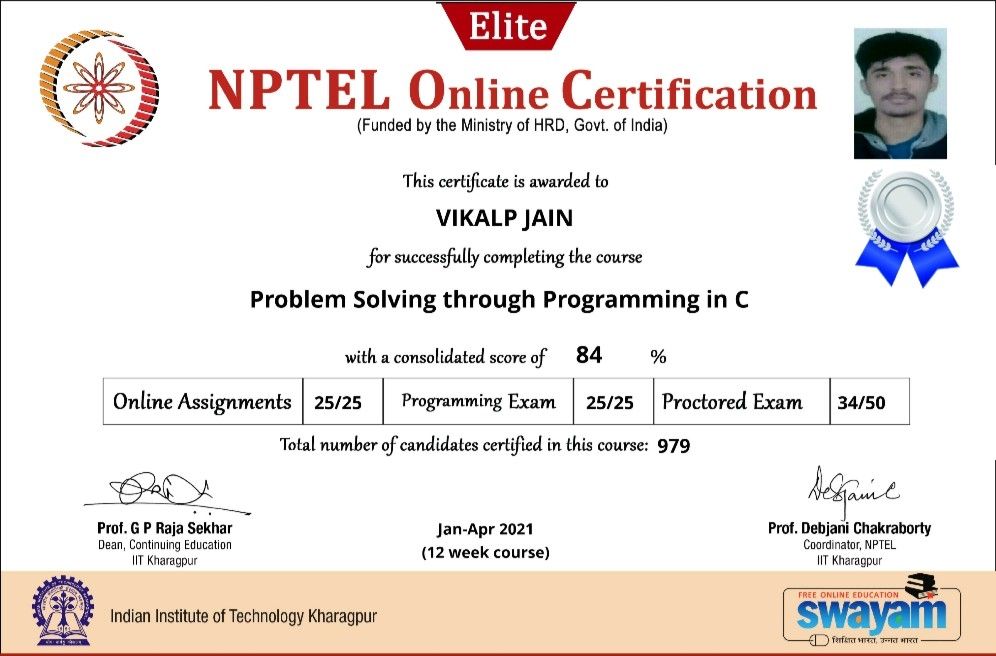 Elite
NPTEL Online Certification
(Funded by the Ministry of HRD, Govt. of India)
This certificate is awarded to
VIKALP JAIN
for successfully completing the course
Problem Solving through Programming in C
with a consolidated score of 84 %
Online Assignments 25/25 Programming Exam 25/25 Proctored Exam 34/50
Total number of candidates certified in this course: 979
Prof. G P Raja Sekhar
Dean, Continuing Education
IIT Kharagpur
Jan-Apr 2021
(12 week course)
Prof. Debjani Chakraborty
Coordinator, NPTEL
IIT Kharagpur
Indian Institute of Technology Kharagpur
FREE ONLINE EDUCATION
swayam
शिक्षित भारत, उन्नत भारत